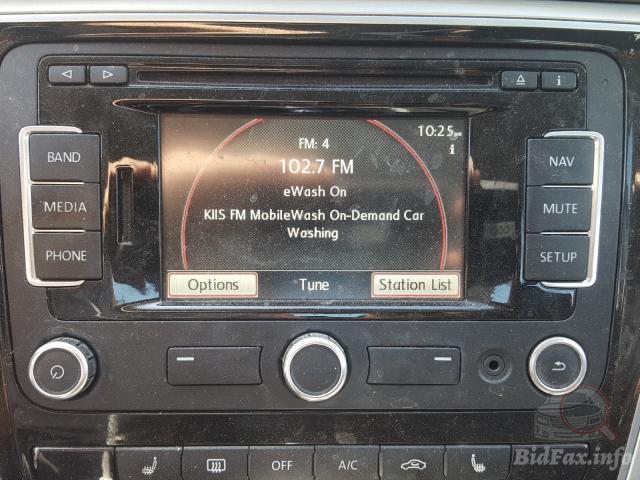 BAND
MEDIA
PHONE
FM: 4
10:25
102.7 FM
eWash On
KIIS FM MobileWash On-Demand Car
Washing
Options
Tune
Station List
NAV
MUTE
SETUP
OFF
A/C
BidFax.info